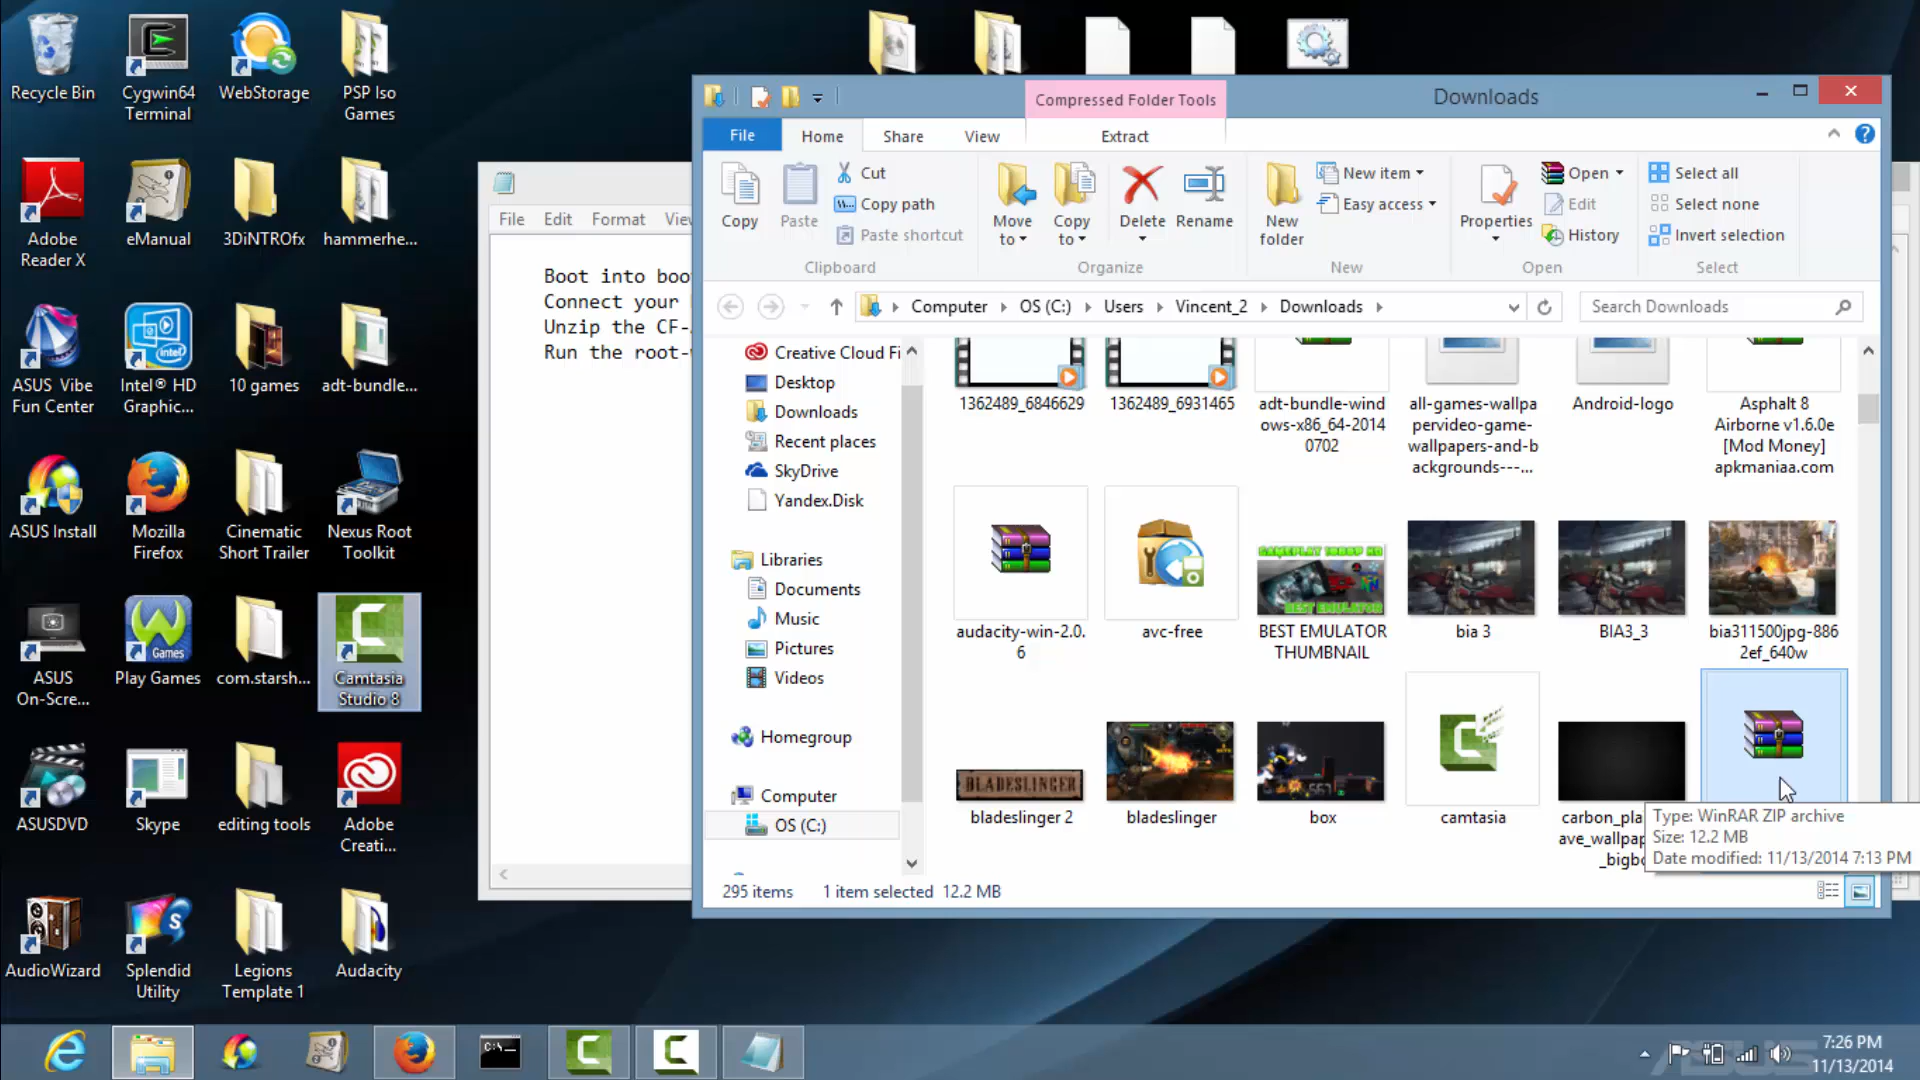 Recycle Bin
Cygwin64
Terminal
WebStorage
PSP Iso
Games
Adobe
Reader X
eManual
3DiNTROfx
hammerhe...
ASUS Vibe
Fun Center
Intel® HD
Graphic...
10 games
adt-bundle...
ASUS Install
Mozilla
Firefox
Cinematic
Short Trailer
Nexus Root
Toolkit
ASUS
On-Scre...
Play Games
com.starsh...
Camtasia
Studio 8
ASUSDVD
Skype
editing tools
Adobe
Creati...
AudioWizard
Splendid
Utility
Legions
Template 1
Audacity
File Edit Format
Boot into
Connect your
Unzip the CF-
Run the
Compressed Folder Tools
Downloads
File Home Share View Extract
Copy
Paste
Cut
Copy path
Paste shortcut
Clipboard
Move
to
Copy
to
Delete
Rename
Organize
New
folder
New item
Easy access
New
Properties
Open
Edit
History
Open
Select all
Select none
Invert selection
Select
Computer OS (C:) Users Vincent_2 Downloads
Search Downloads
Creative Cloud Fi
Desktop
Downloads
Recent places
SkyDrive
Yandex.Disk
Libraries
Documents
Music
Pictures
Videos
Homegroup
Computer
OS (C:)
1362489_6846629
1362489_6931465
adt-bundle-wind
ows-x86_64-2014
0702
all-games-wallpa
pervideo-game-
wallpapers-and-b
ackgrounds---...
Android-logo
Asphalt 8
Airborne v1.6.0e
[Mod Money]
apkmaniaa.com
audacity-win-2.0.
6
avc-free
GAMEPLAY 1080P HD
BEST EMULATOR
BEST EMULATOR
THUMBNAIL
bia 3
BIA3_3
bia311500jpg-886
2ef_640w
BLADESLINGER
bladeslinger 2
bladeslinger
box
camtasia
carbon_pla
ave_wallpap
_bigbo
Type: WinRAR ZIP archive
Size: 12.2 MB
Date modified: 11/13/2014 7:13 PM
295 items 1 item selected 12.2 MB
7:26 PM
11/13/2014